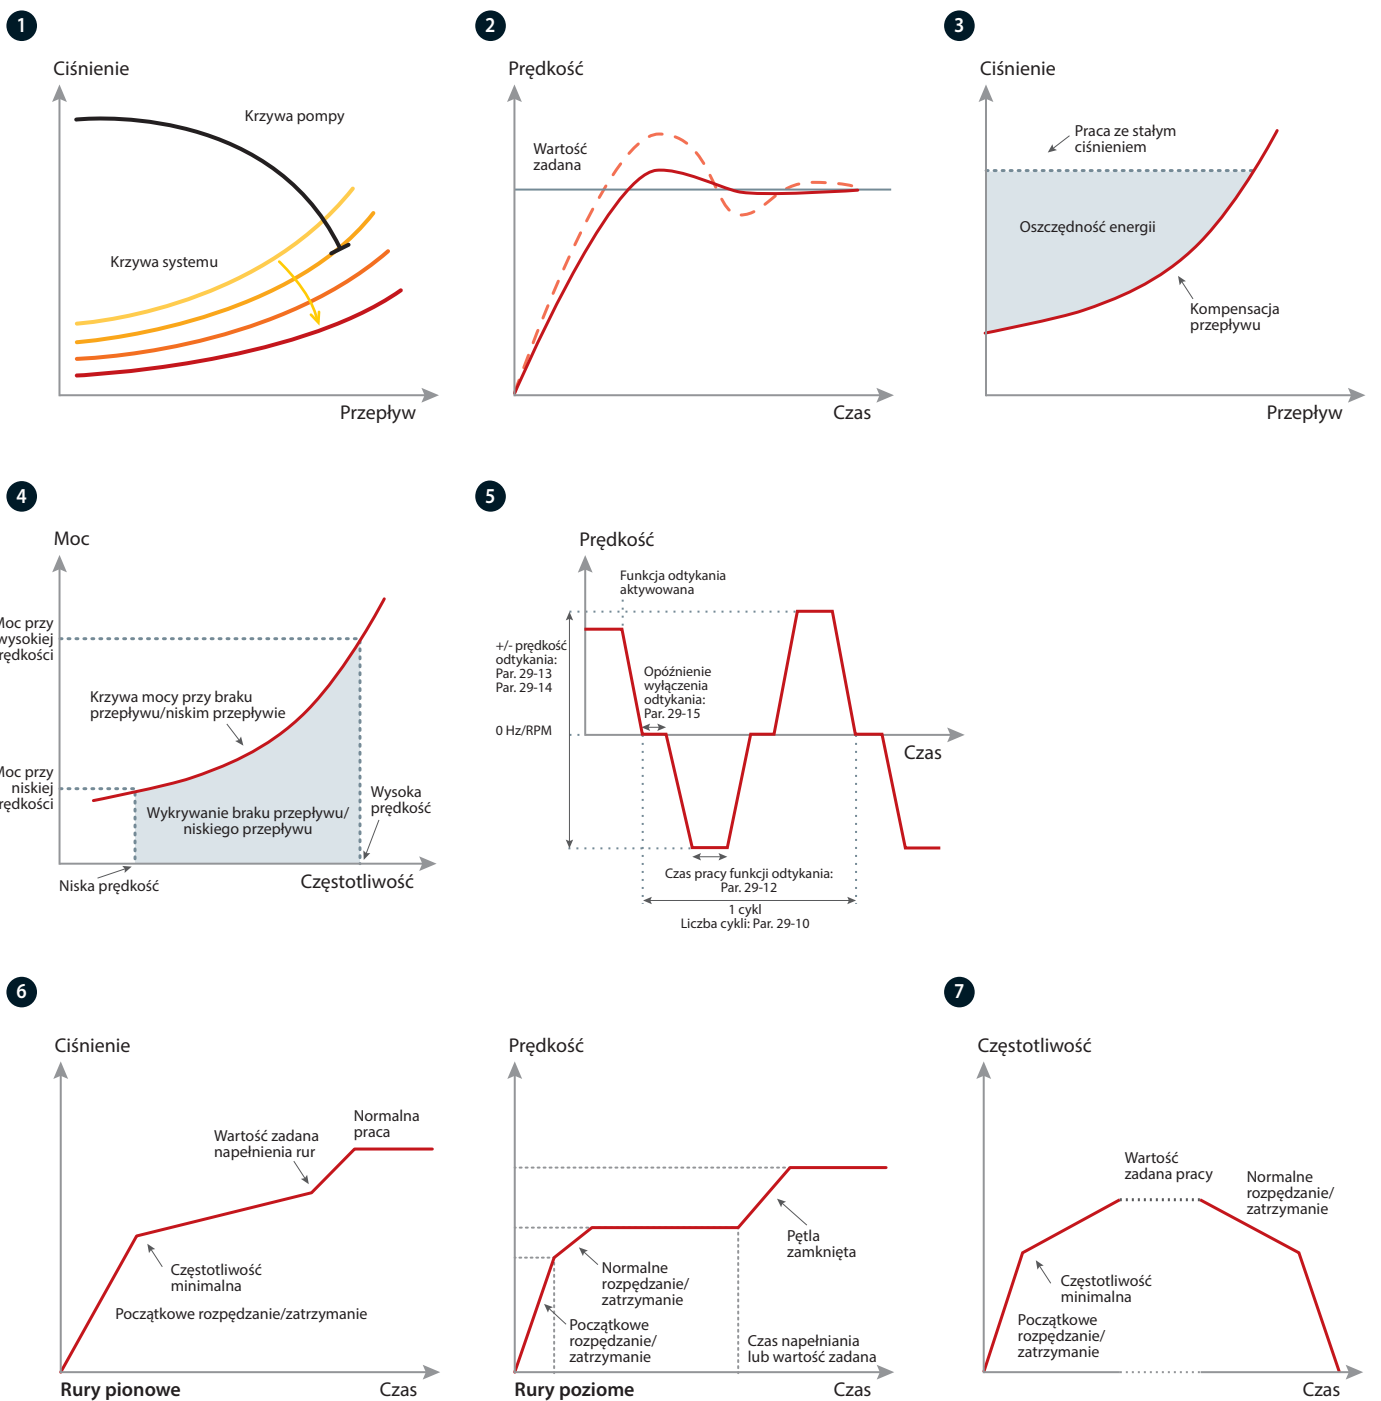 1
Ciśnienie
Krzywa pompy
Krzywa systemu
Przepływ
2
Prędkość
Wartość
zadana
Czas
3
Ciśnienie
Praca ze stałym
ciśnieniem
Oszczędność energii
Kompensacja
przepływu
Przepływ
4
Moc
Moc przy
wysokiej
rędkości
Krzywa mocy przy braku
przepływu/niskim przepływie
Moc przy
niskiej
rędkości
Wysoka
prędkość
Wykrywanie braku przepływu/
niskiego przepływu
Niska prędkość
Częstotliwość
5
Prędkość
Funkcja odtykania
aktywowana
+/- prędkość
odtykania:
Par. 29-13
Par. 29-14
Opóźnienie
wyłączenia
odtykania:
Par. 29-15
0 Hz/RPM
Czas
Czas pracy funkcji odtykania:
Par. 29-12
1 cykl
Liczba cykli: Par. 29-10
6
Ciśnienie
Normalna
praca
Wartość zadana
napełnienia rur
Częstotliwość
minimalna
Początkowe rozpędzanie/zatrzymanie
Rury pionowe
Czas
Prędkość
Pętla
zamknięta
Normalne
rozpędzanie/
zatrzymanie
Początkowe
rozpędzanie/
zatrzymanie
Czas napełniania
lub wartość zadana
Rury poziome
Czas
7
Częstotliwość
Wartość
zadana pracy
Normalne
rozpędzanie/
zatrzymanie
Częstotliwość
minimalna
Początkowe
rozpędzanie/
zatrzymanie
Czas